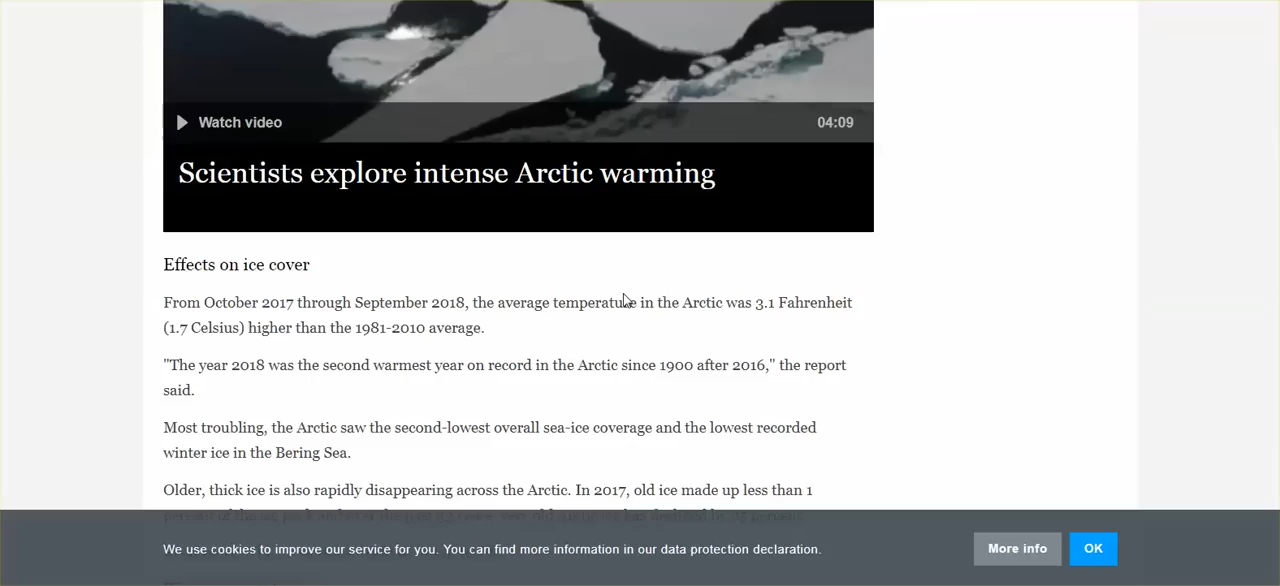 Watch video
04:09
Scientists explore intense Arctic warming
Effects on ice cover
From October 2017 through September 2018, the average temperature in the Arctic was 3.1 Fahrenheit
(1.7 Celsius) higher than the 1981-2010 average.
"The year 2018 was the second warmest year on record in the Arctic since 1900 after 2016," the report
said.
Most troubling, the Arctic saw the second-lowest overall sea-ice coverage and the lowest recorded
winter ice in the Bering Sea.
Older, thick ice is also rapidly disappearing across the Arctic. In 2017, old ice made up less than 1
We use cookies to improve our service for you. You can find more information in our data protection declaration.
More info
OK